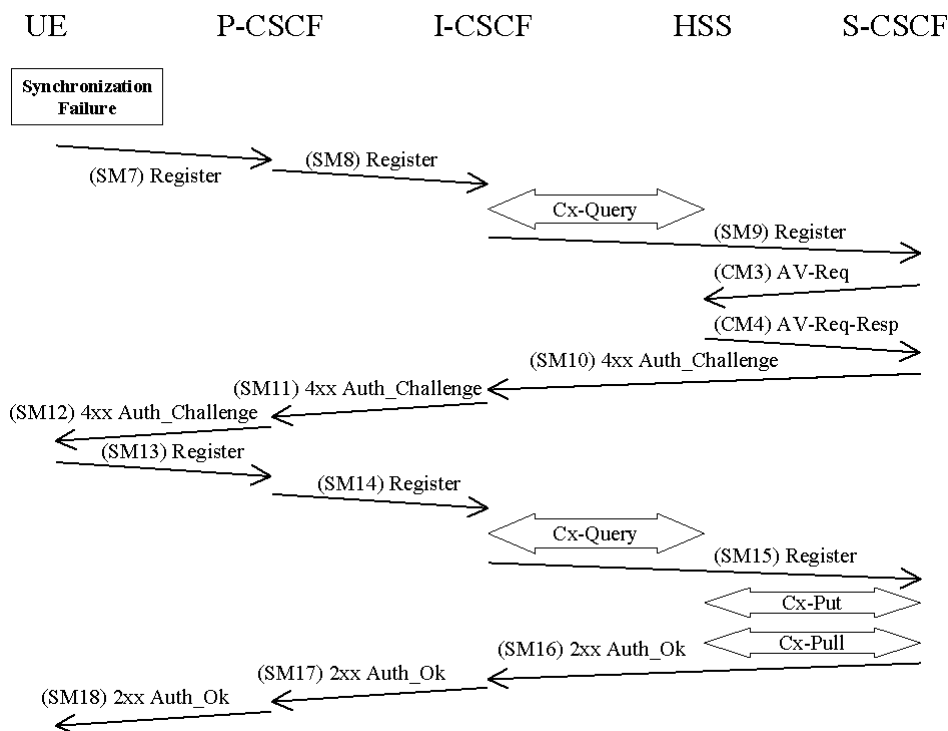 UE P-CSCF I-CSCF HSS S-CSCF
Synchronization
Failure
(SM7) Register
(SM8) Register
Cx-Query
(SM9) Register
(CM3) AV-Req
(CM4) AV-Req-Resp
(SM10) 4xx Auth_Challenge
(SM11) 4xx Auth_Challenge
(SM12) 4xx Auth_Challenge
(SM13) Register
(SM14) Register
Cx-Query
(SM15) Register
Cx-Put
Cx-Pull
(SM16) 2xx Auth_Ok
(SM17) 2xx Auth_Ok
(SM18) 2xx Auth_Ok